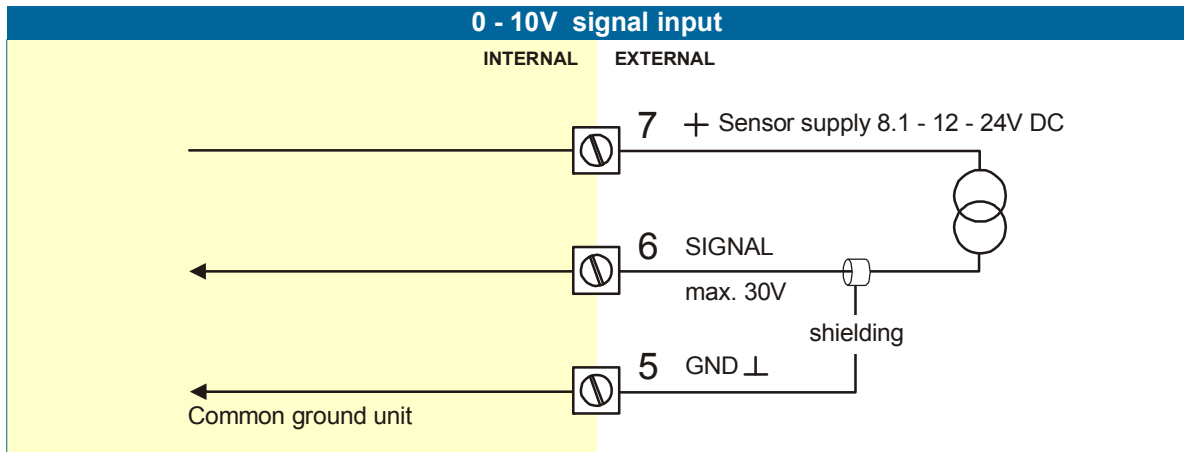 0 - 10V signal input
INTERNAL EXTERNAL
7 + Sensor supply 8.1 - 12 - 24V DC
6 SIGNAL
max. 30V
shielding
5 GND ⊥
Common ground unit